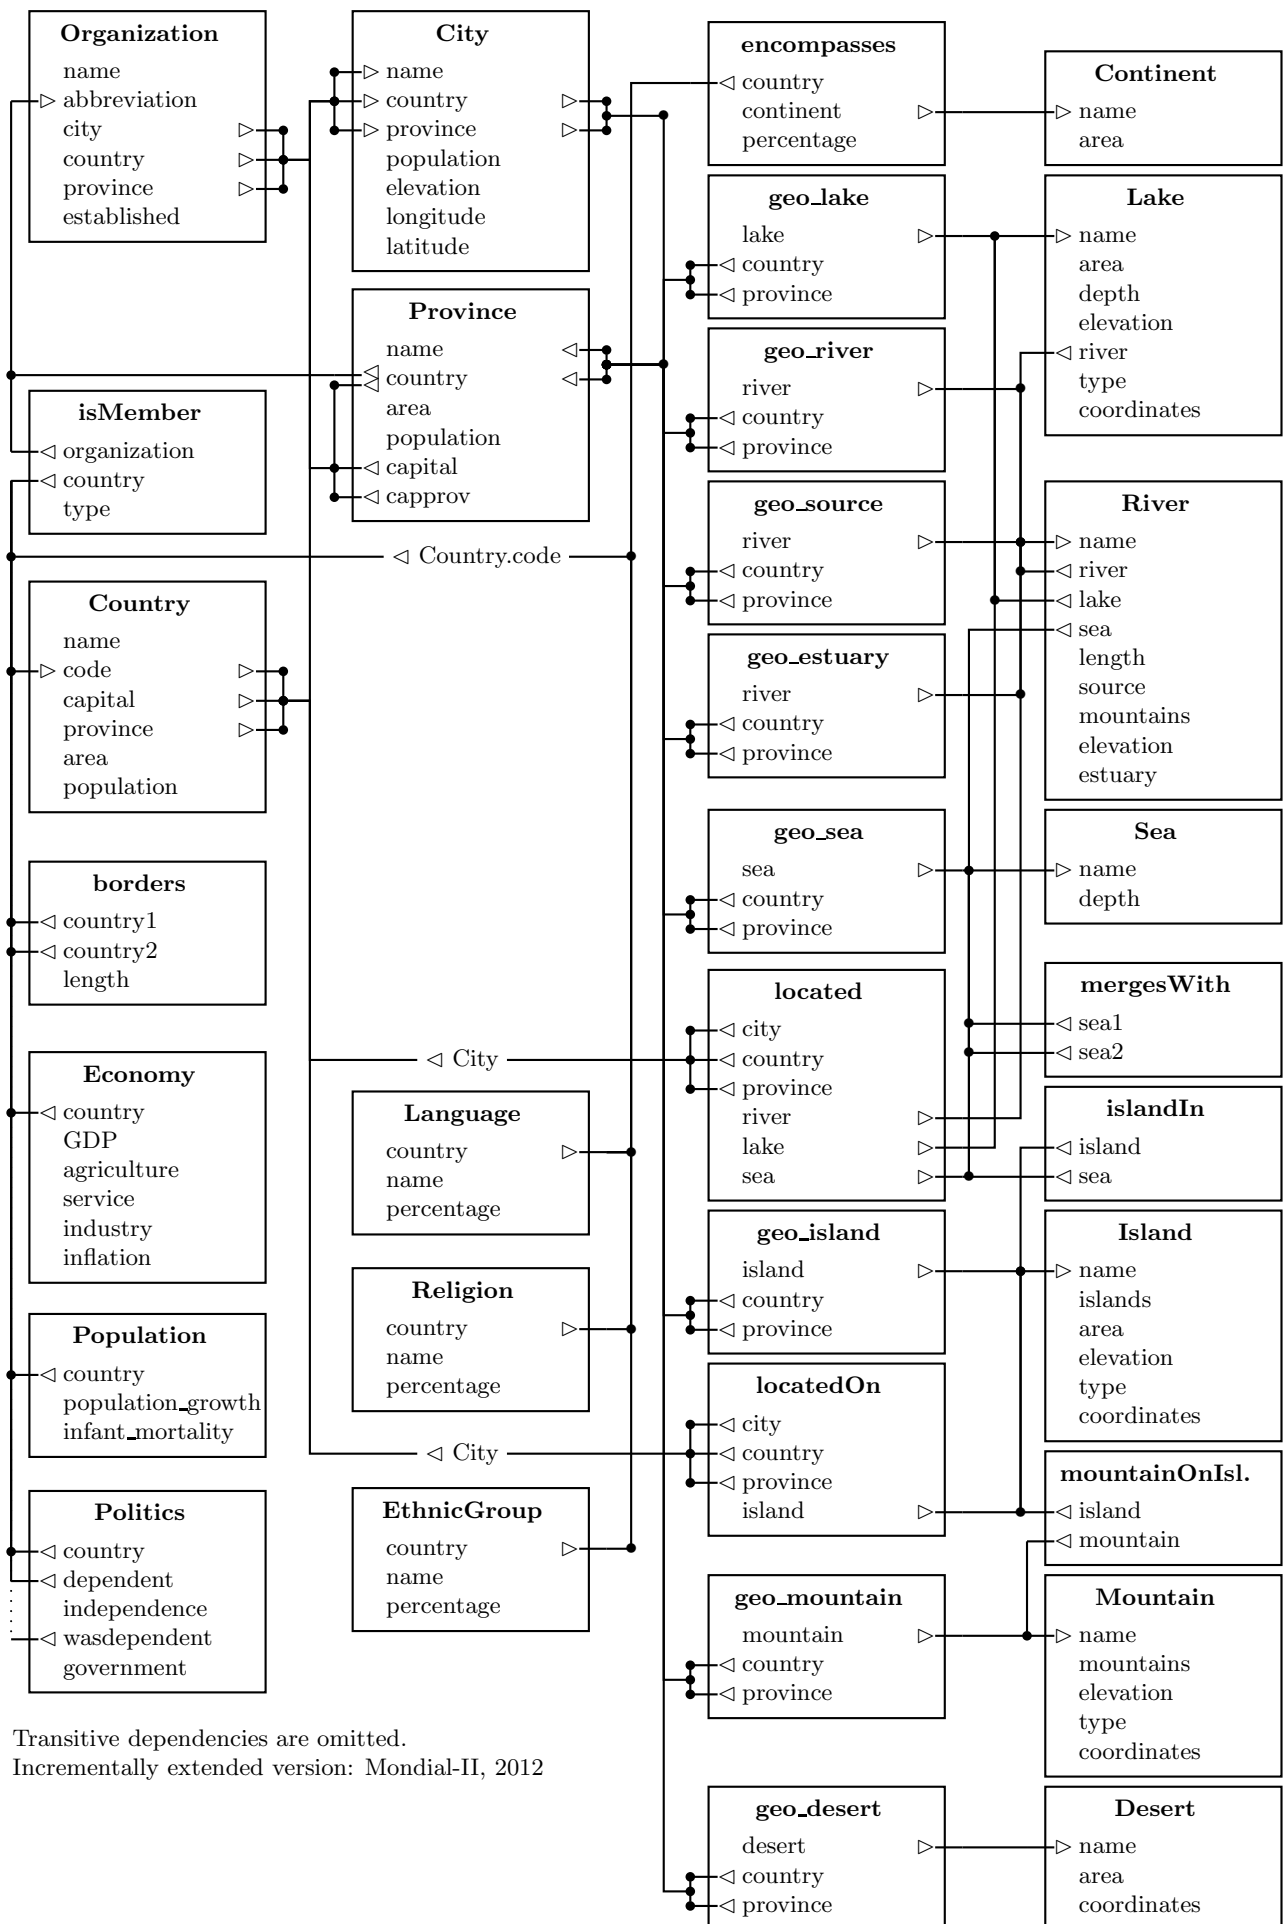 Organization
name
abbreviation
city
country
province
established
isMember
organization
country
type
Country
name
code
capital
province
area
population
borders
country1
country2
length
Economy
country
GDP
agriculture
service
industry
inflation
Population
country
population_growth
infant_mortality
Politics
country
dependent
independence
wasdependent
government
City
name
country
province
population
elevation
longitude
latitude
Province
name
country
area
population
capital
capprov
Country.code
City
Language
country
name
percentage
Religion
country
name
percentage
City
EthnicGroup
country
name
percentage
encompasses
country
continent
percentage
geo_lake
lake
country
province
geo_river
river
country
province
geo_source
river
country
province
geo_estuary
river
country
province
geo_sea
sea
country
province
located
city
country
province
river
lake
sea
geo_island
island
country
province
locatedOn
city
country
province
island
geo_mountain
mountain
country
province
geo_desert
desert
country
province
Continent
name
area
Lake
name
area
depth
elevation
river
type
coordinates
River
name
river
lake
sea
length
source
mountains
elevation
estuary
Sea
name
depth
mergesWith
sea1
sea2
islandIn
island
sea
Island
name
islands
area
elevation
type
coordinates
mountainOnIsl.
island
mountain
Mountain
name
mountains
elevation
type
coordinates
Desert
name
area
coordinates
Transitive dependencies are omitted.
Incrementally extended version: Mondial-II, 2012